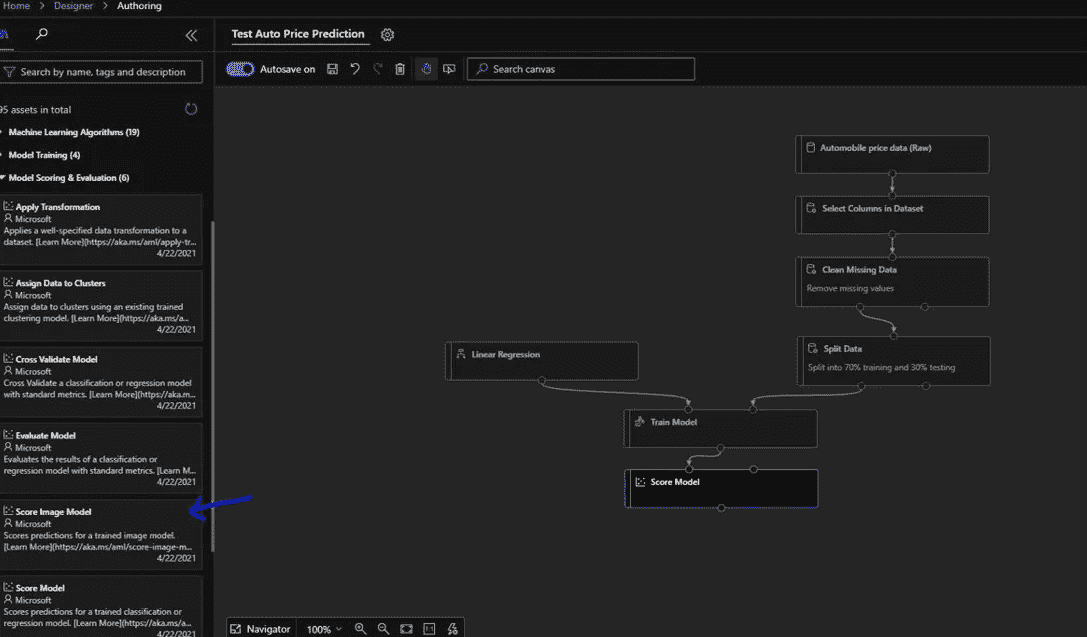 Home > Designer > Authoring
Search by name, tags and description
95 assets in total
Machine Learning Algorithms (19)
Model Training (4)
Model Scoring & Evaluation (6)
Apply Transformation
Microsoft
Applies a well-specified data transformation to a
dataset. [Learn More](https://aka.ms/aml/apply-tr...
4/22/2021
Assign Data to Clusters
Microsoft
Assign data to clusters using an existing trained
clustering model. [Learn More](https://aka.ms/a...
4/22/2021
Cross Validate Model
Microsoft
Cross Validate a classification or regression model
with standard metrics. [Learn More](https://aka.m...
4/22/2021
Evaluate Model
Microsoft
Evaluates the results of a classification or
regression model with standard metrics. [Learn M...
4/22/2021
Score Image Model
Microsoft
Scores predictions for a trained image model.
[Learn More](https://aka.ms/aml/score-image-m...
4/22/2021
Score Model
Microsoft
Scores predictions for a trained classification or
regression model. [Learn More](https://aka.ms/a...
4/22/2021
Test Auto Price Prediction
Autosave on
Search canvas
Automobile price data (Raw)
Select Columns in Dataset
Clean Missing Data
Remove missing values
Split Data
Split into 70% training and 30% testing
Linear Regression
Train Model
Score Model
Navigator
100%